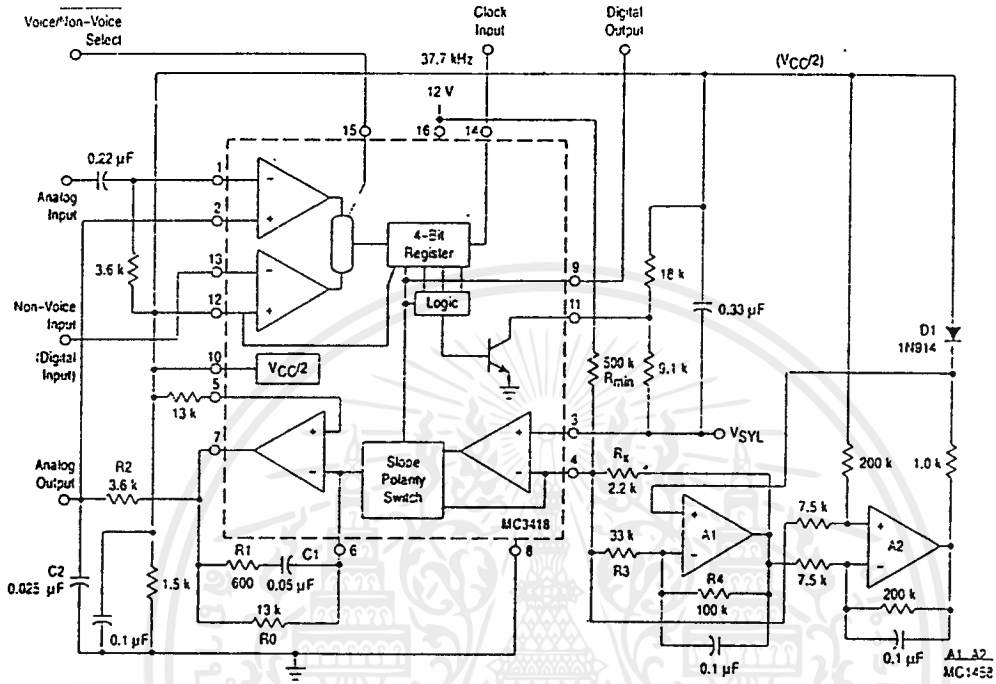 Voice/Non-Voice
Select
Clock
Input
Digital
Output
37.7 kHz
(VCC/2)
12 V
15
16
14
0.22 µF
1
Analog
Input
2
4-Bit
Register
3.6 k
13
9
18 k
Logic
11
0.33 µF
12
Non-Voice
Input
(Digital
Input)
D1
1N914
500 k
Rmin
9.1 k
10
VCC/2
5
13 k
3
VSYL
7
4
Analog
Output
R2
3.6 k
Slope
Polarity
Switch
Rx
2.2 k
200 k
1.0 k
MC3418
7.5 k
A1
A2
6
8
33 k
R3
7.5 k
C2
0.025 µF
R1
600
C1
0.05 µF
1.5 k
R4
100 k
200 k
13 k
R0
0.1 µF
0.1 µF
0.1 µF
A1, A2
MC1458